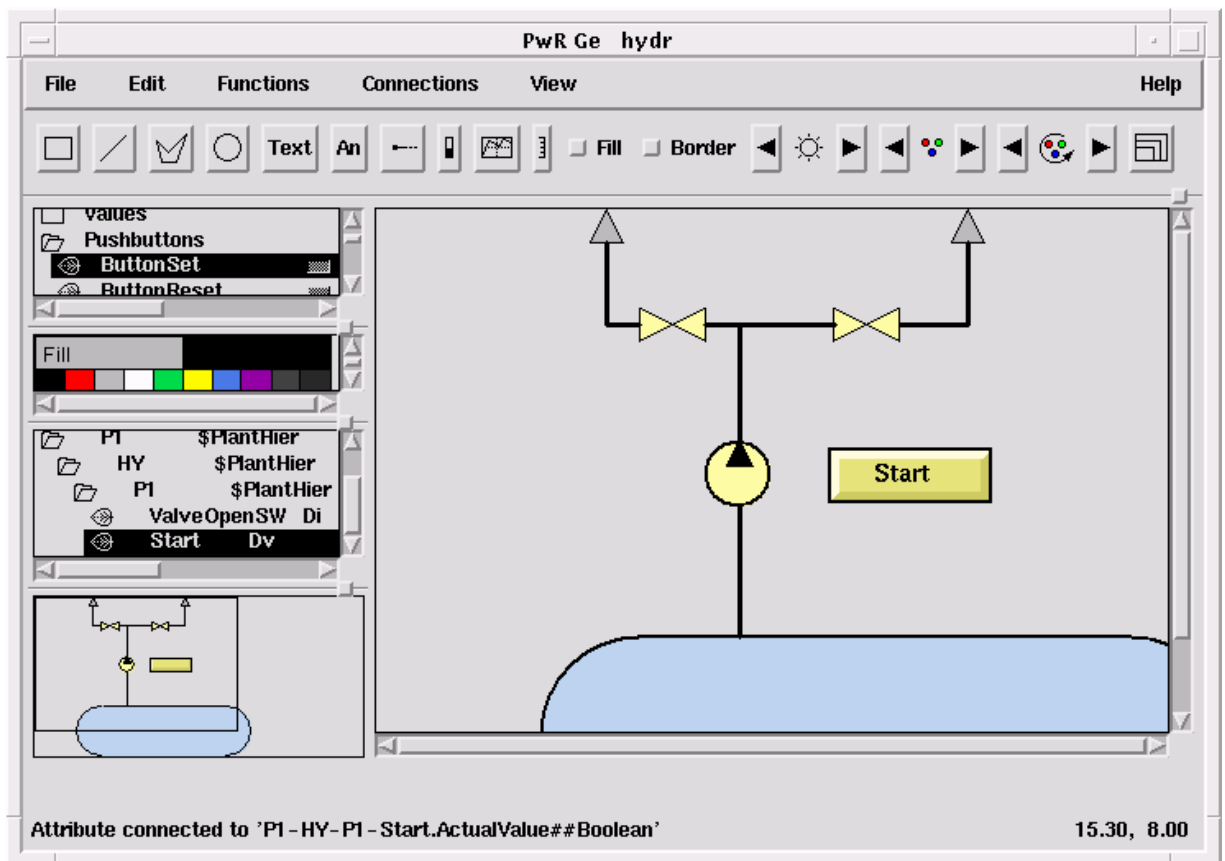 PwR Ge hydr
File Edit Functions Connections View Help
Text An Fill Border
Values
Pushbuttons
ButtonSet
ButtonReset
Fill
P1 $PlantHier
HY $PlantHier
P1 $PlantHier
ValveOpenSW Di
Start Dv
Start
Attribute connected to 'P1-HY-P1-Start.ActualValue##Boolean' 15.30, 8.00